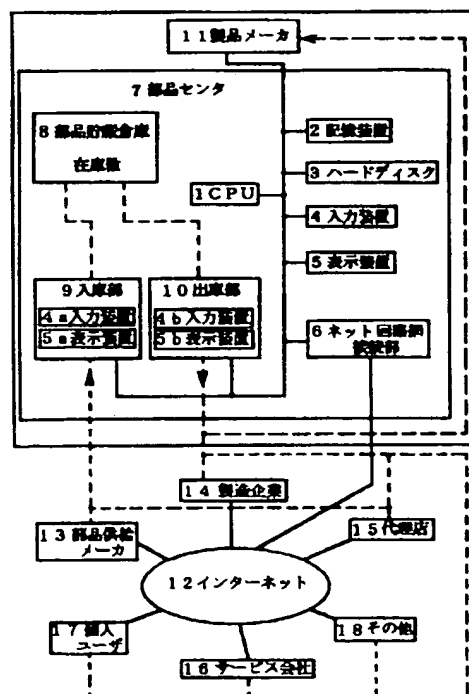 11製品メーカ
7部品センタ
8部品貯蔵倉庫
在庫数
1CPU
2記憶装置
3ハードディスク
4入力装置
5表示装置
9入庫部
4a入力装置
5a表示装置
10出庫部
4b入力装置
5b表示装置
6ネット回線網
接続部
14製造企業
13部品供給
メーカ
15代理店
12インターネット
17個人
ユーザ
18その他
16サービス会社